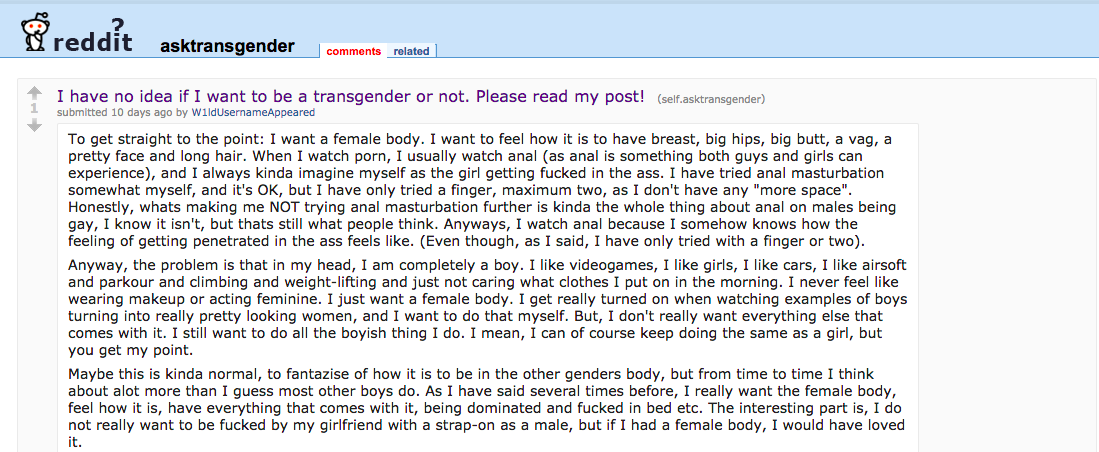 ?
reddit asktransgender comments related
I have no idea if I want to be a transgender or not. Please read my post! (self.asktransgender)
1
submitted 10 days ago by W1ldUsernameAppeared
To get straight to the point: I want a female body. I want to feel how it is to have breast, big hips, big butt, a vag, a
pretty face and long hair. When I watch porn, I usually watch anal (as anal is something both guys and girls can
experience), and I always kinda imagine myself as the girl getting fucked in the ass. I have tried anal masturbation
somewhat myself, and it's OK, but I have only tried a finger, maximum two, as I don't have any "more space".
Honestly, whats making me NOT trying anal masturbation further is kinda the whole thing about anal on males being
gay, I know it isn't, but thats still what people think. Anyways, I watch anal because I somehow knows how the
feeling of getting penetrated in the ass feels like. (Even though, as I said, I have only tried with a finger or two).
Anyway, the problem is that in my head, I am completely a boy. I like videogames, I like girls, I like cars, I like airsoft
and parkour and climbing and weight-lifting and just not caring what clothes I put on in the morning. I never feel like
wearing makeup or acting feminine. I just want a female body. I get really turned on when watching examples of boys
turning into really pretty looking women, and I want to do that myself. But, I don't really want everything else that
comes with it. I still want to do all the boyish thing I do. I mean, I can of course keep doing the same as a girl, but
you get my point.
Maybe this is kinda normal, to fantazise of how it is to be in the other genders body, but from time to time I think
about alot more than I guess most other boys do. As I have said several times before, I really want the female body,
feel how it is, have everything that comes with it, being dominated and fucked in bed etc. The interesting part is, I do
not really want to be fucked by my girlfriend with a strap-on as a male, but if I had a female body, I would have loved
it.